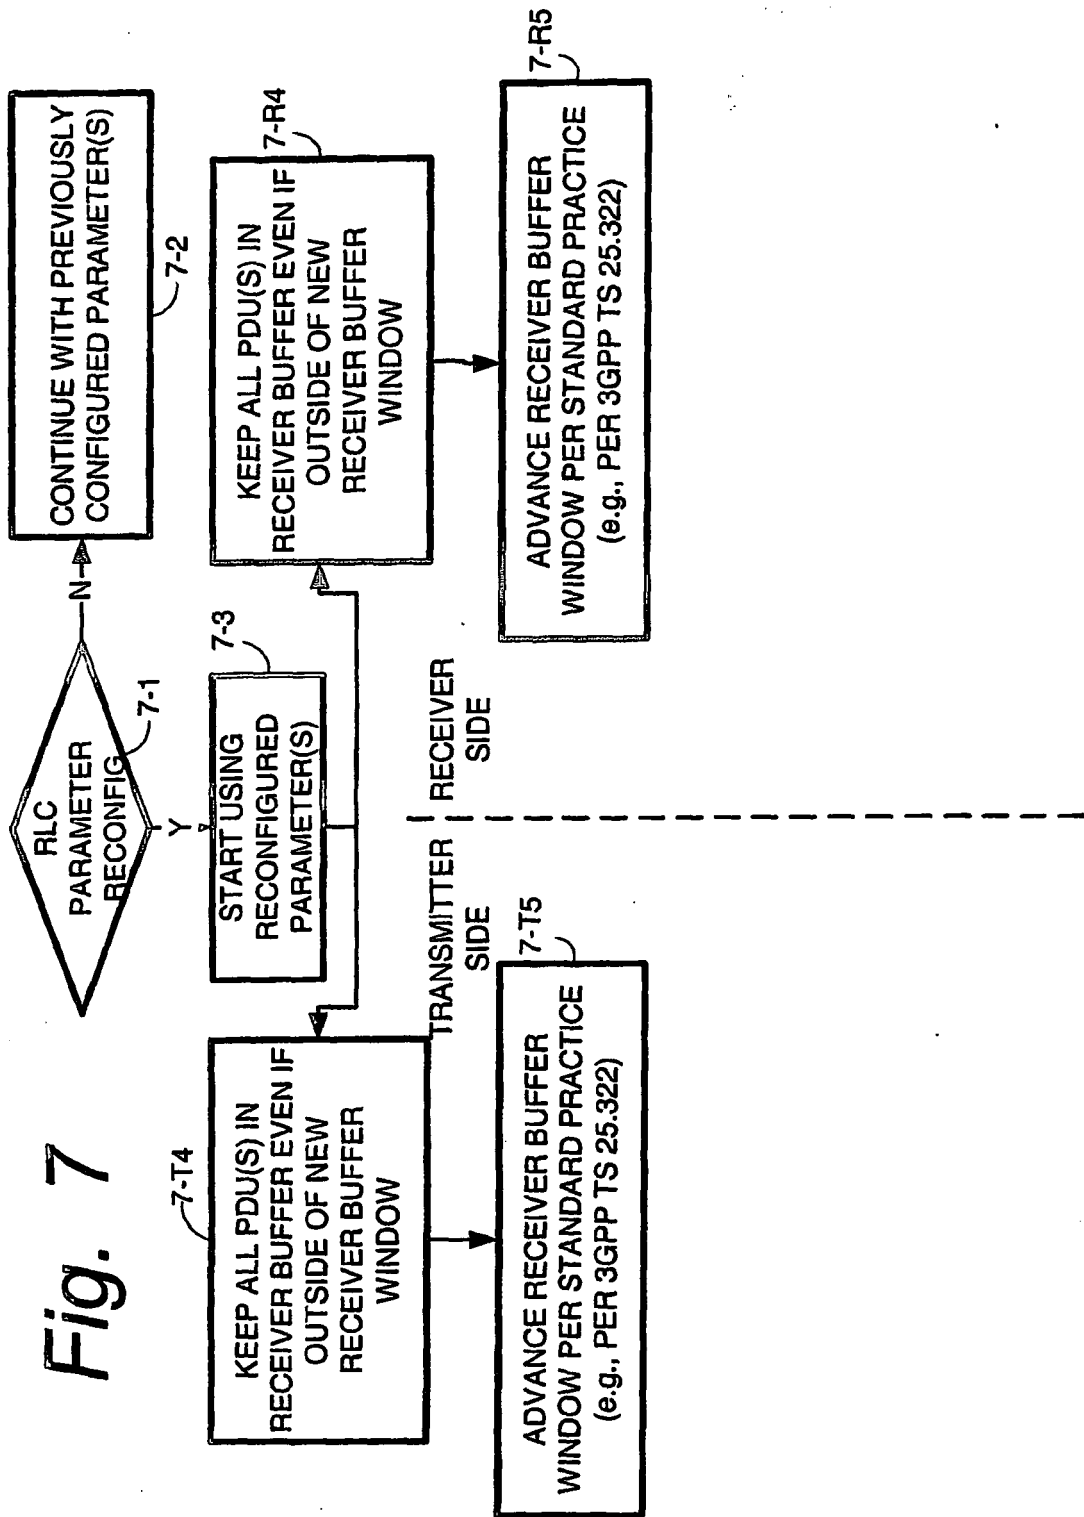 Fig. 7
RLC
PARAMETER
RECONFIG
7-1
N
CONTINUE WITH PREVIOUSLY
CONFIGURED PARAMETER(S)
7-2
Y
START USING
RECONFIGURED
PARAMETER(S)
7-3
7-T4
KEEP ALL PDU(S) IN
RECEIVER BUFFER EVEN IF
OUTSIDE OF NEW
RECEIVER BUFFER
WINDOW
KEEP ALL PDU(S) IN
RECEIVER BUFFER EVEN IF
OUTSIDE OF NEW
RECEIVER BUFFER
WINDOW
7-R4
TRANSMITTER
SIDE
RECEIVER
SIDE
7-T5
ADVANCE RECEIVER BUFFER
WINDOW PER STANDARD PRACTICE
(e.g., PER 3GPP TS 25.322)
ADVANCE RECEIVER BUFFER
WINDOW PER STANDARD PRACTICE
(e.g., PER 3GPP TS 25.322)
7-R5